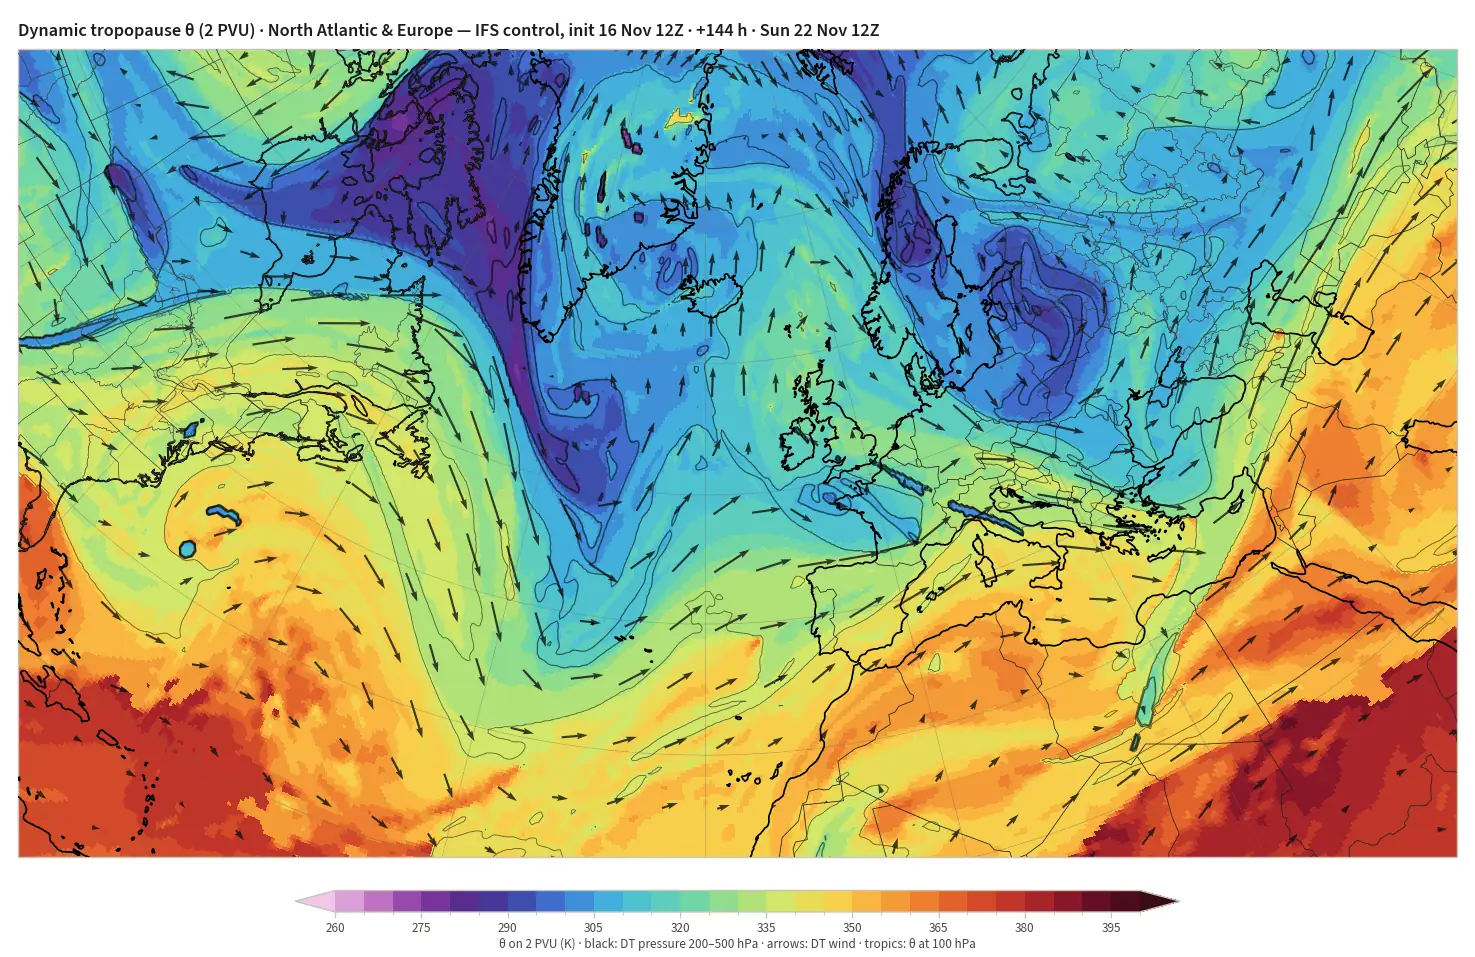 Dynamic tropopause θ (2 PVU) · North Atlantic & Europe — IFS control, init 16 Nov 12Z · +144 h · Sun 22 Nov 12Z
260 275 290 305 320 335 350 365 380 395
θ on 2 PVU (K) · black: DT pressure 200–500 hPa · arrows: DT wind · tropics: θ at 100 hPa